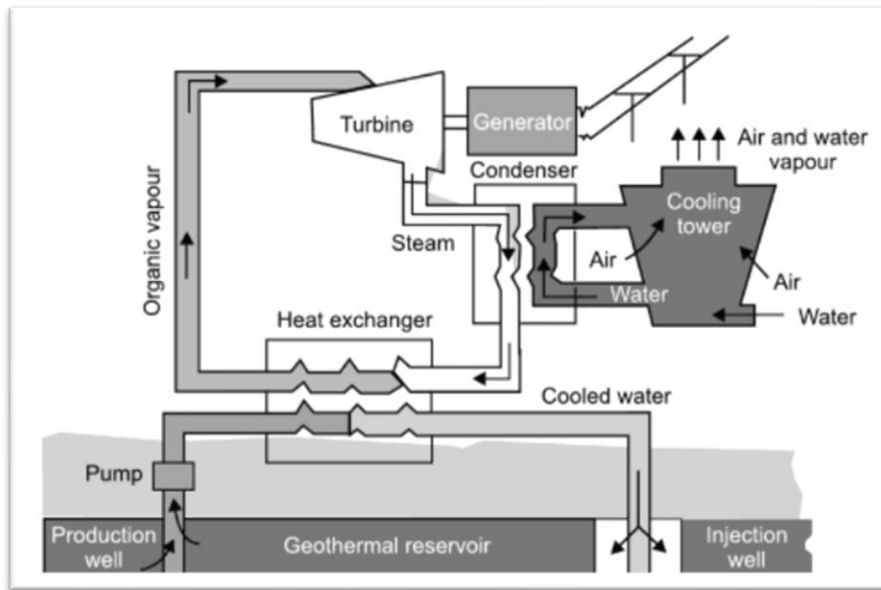 Turbine
Generator
Air and water
vapour
Condenser
Cooling
tower
Organic vapour
Steam
Air
Air
Water
Water
Heat exchanger
Cooled water
Pump
Production
well
Geothermal reservoir
Injection
well